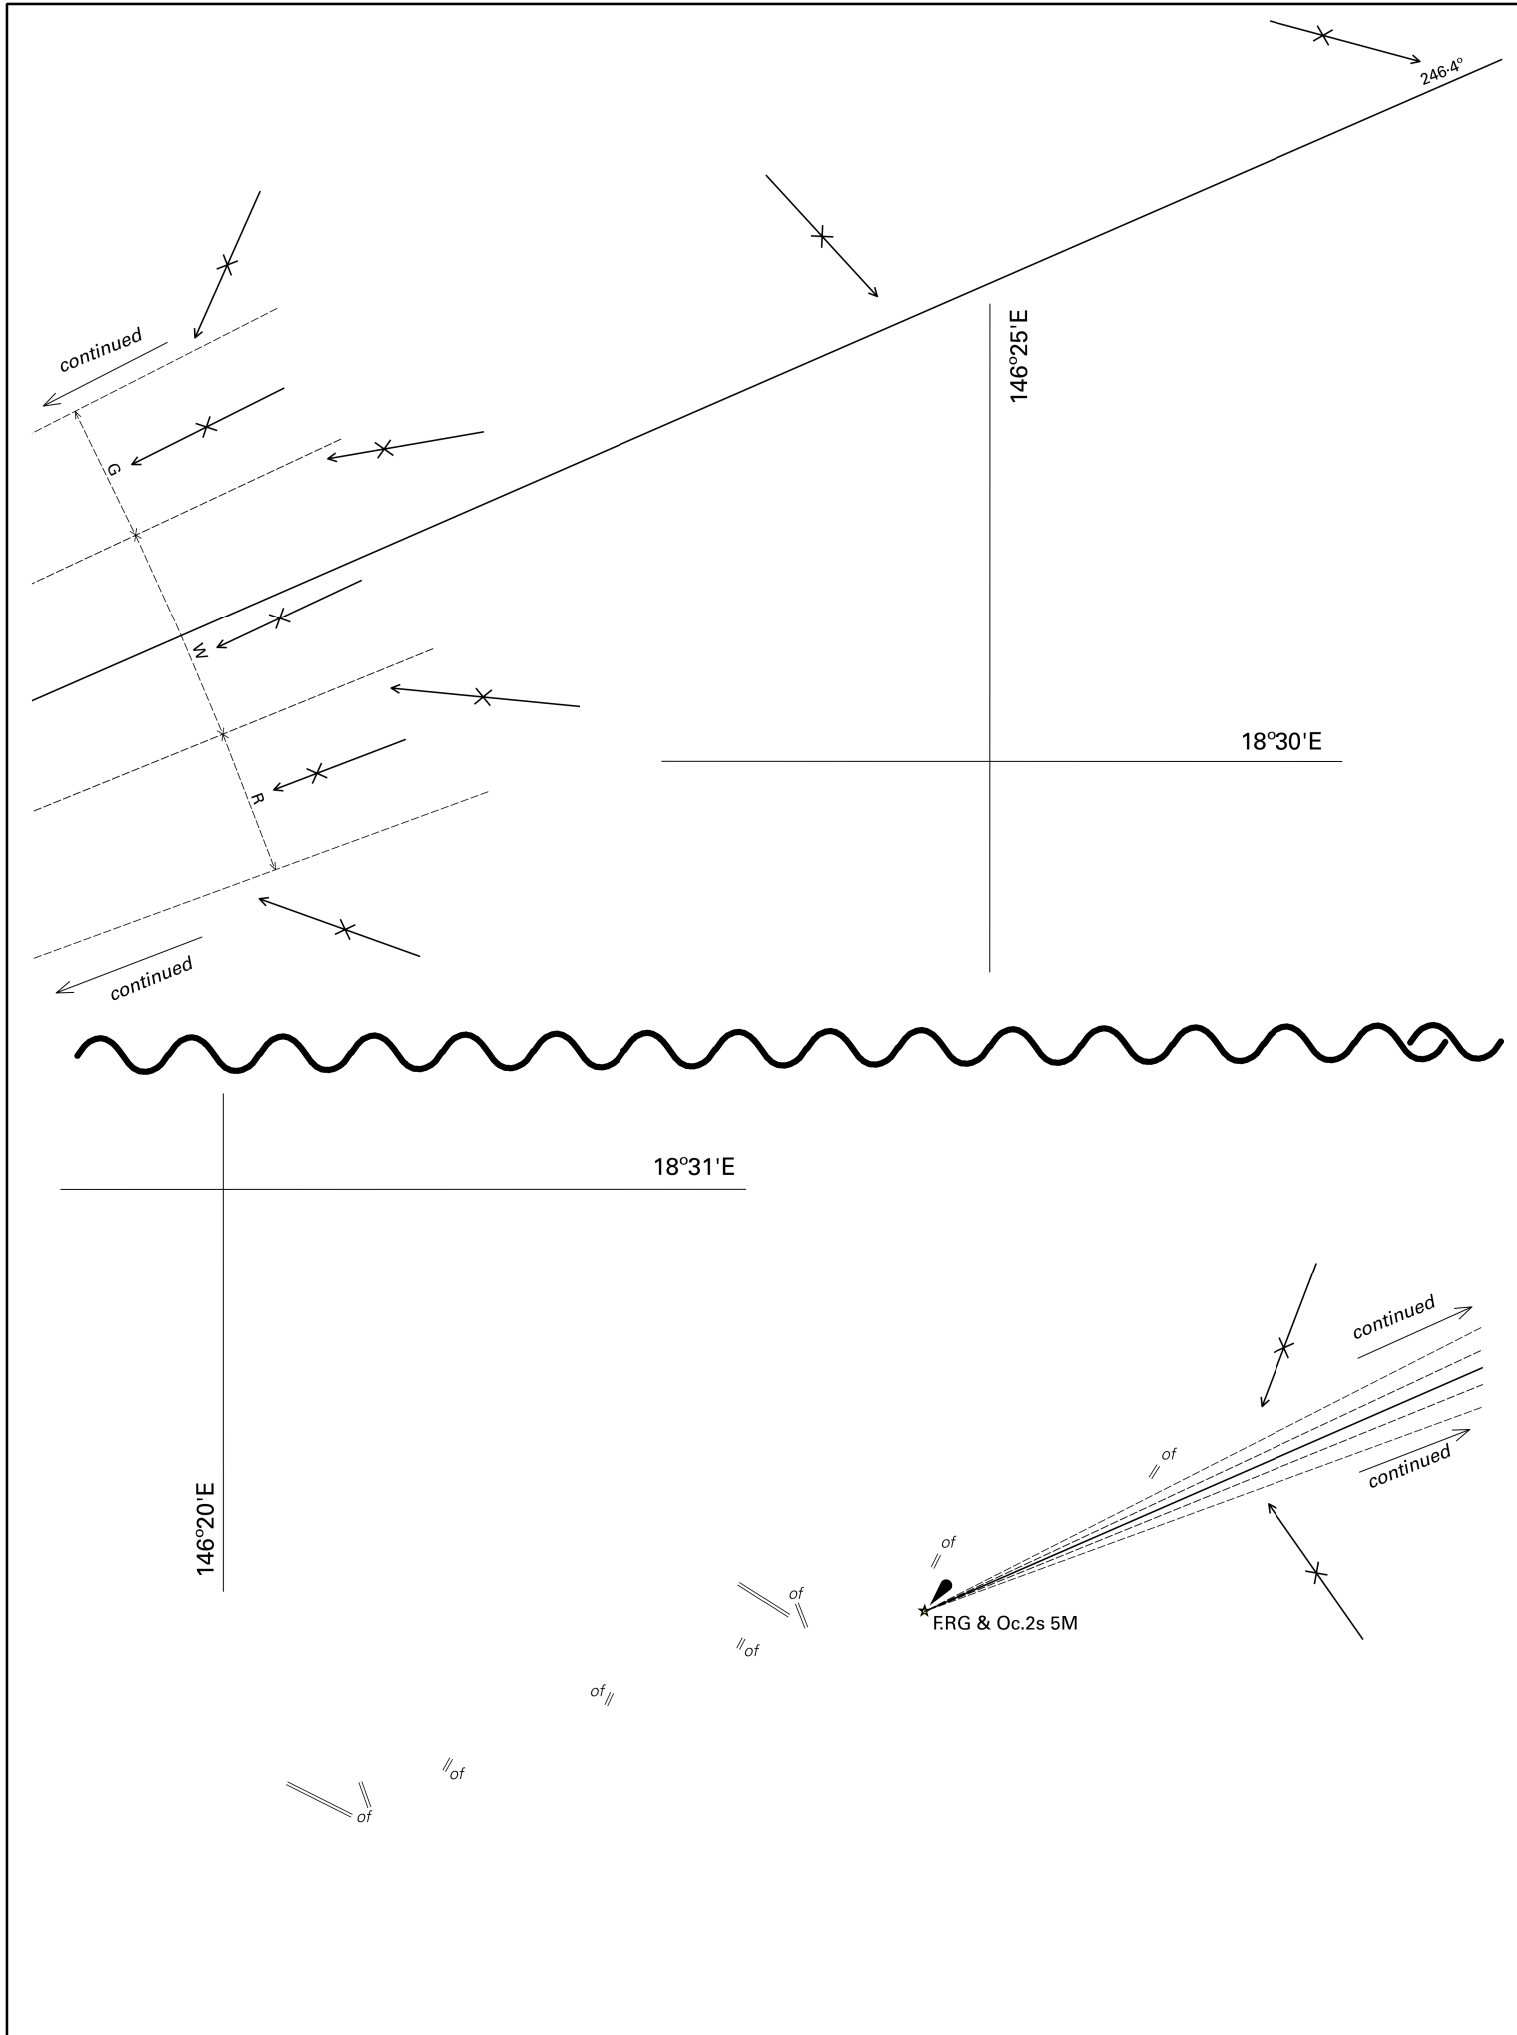 246·4°
continued
146°25'E
G
W
18°30'E
R
continued
18°31'E
continued
of
continued
146°20'E
of
of
F.RG & Oc.2s 5M
of
of
of
of